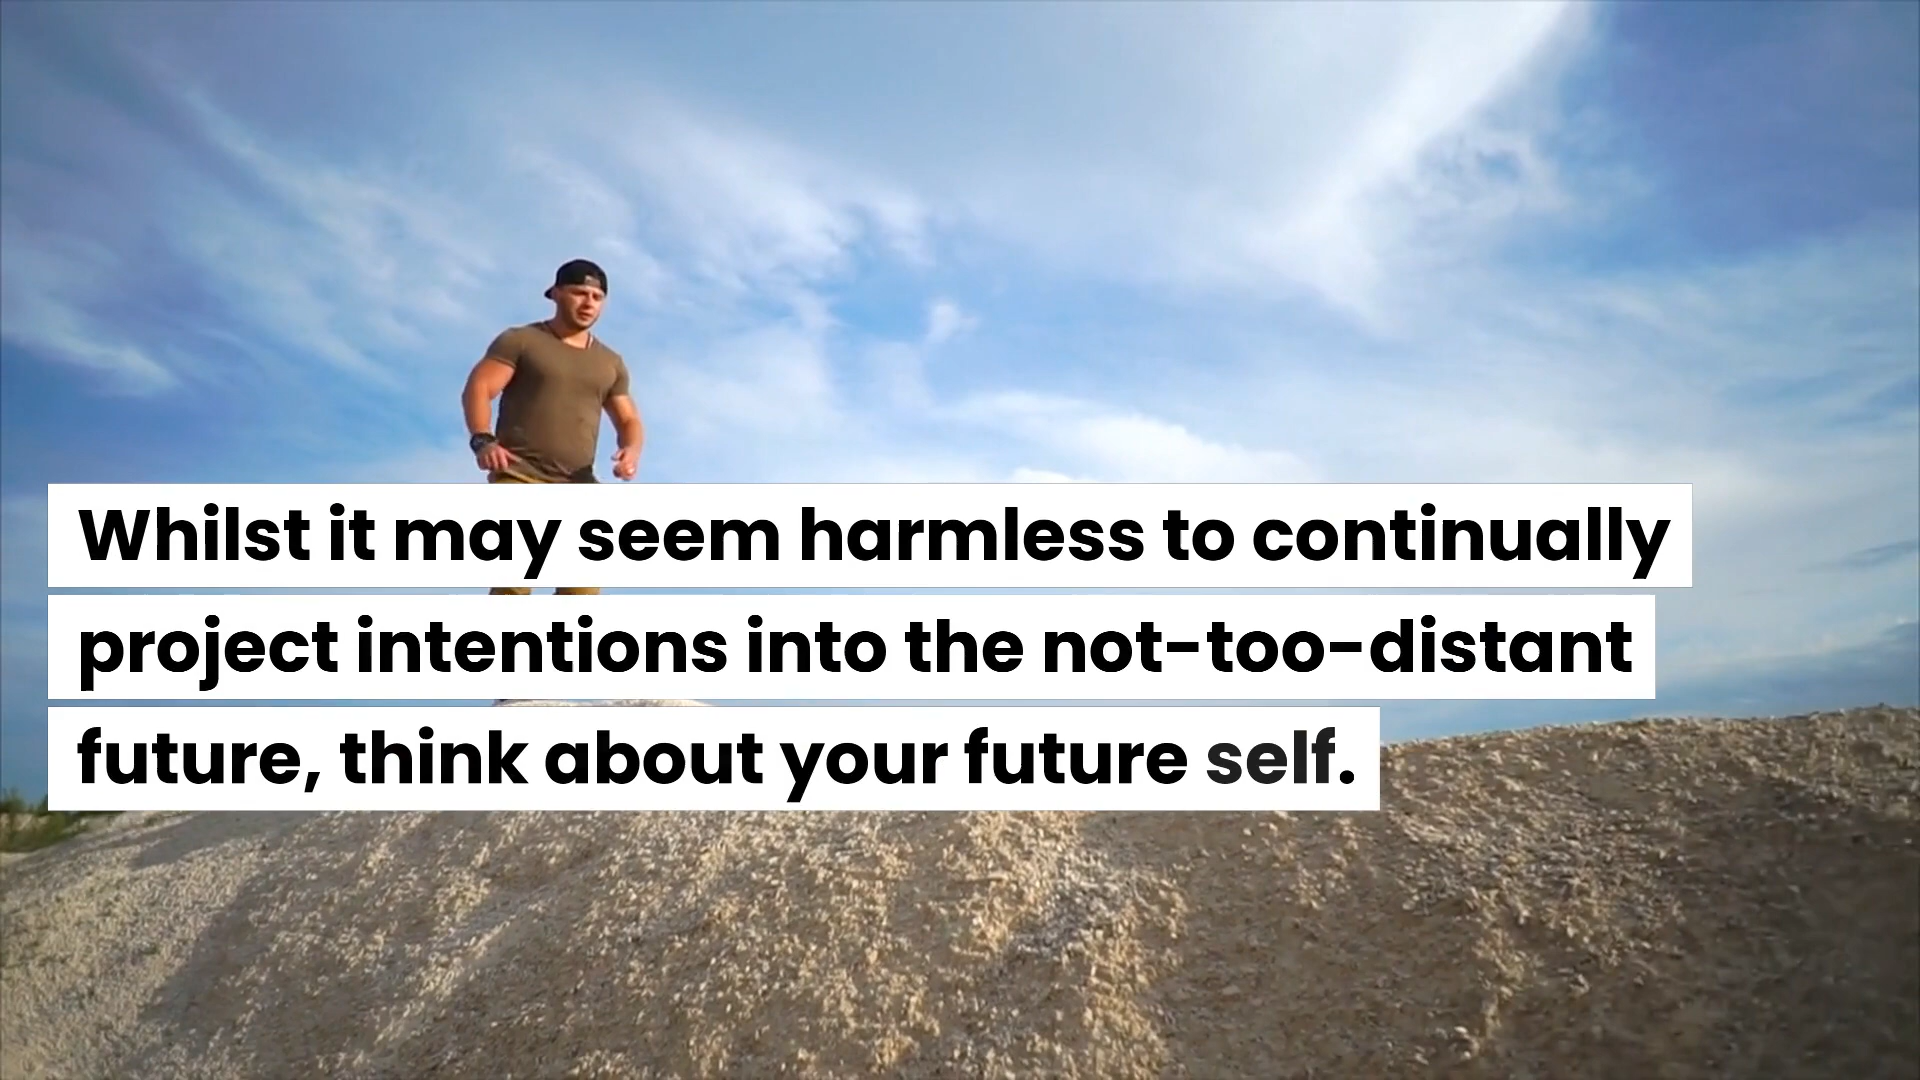 Whilst it may seem harmless to continually
project intentions into the not-too-distant
future, think about your future self.